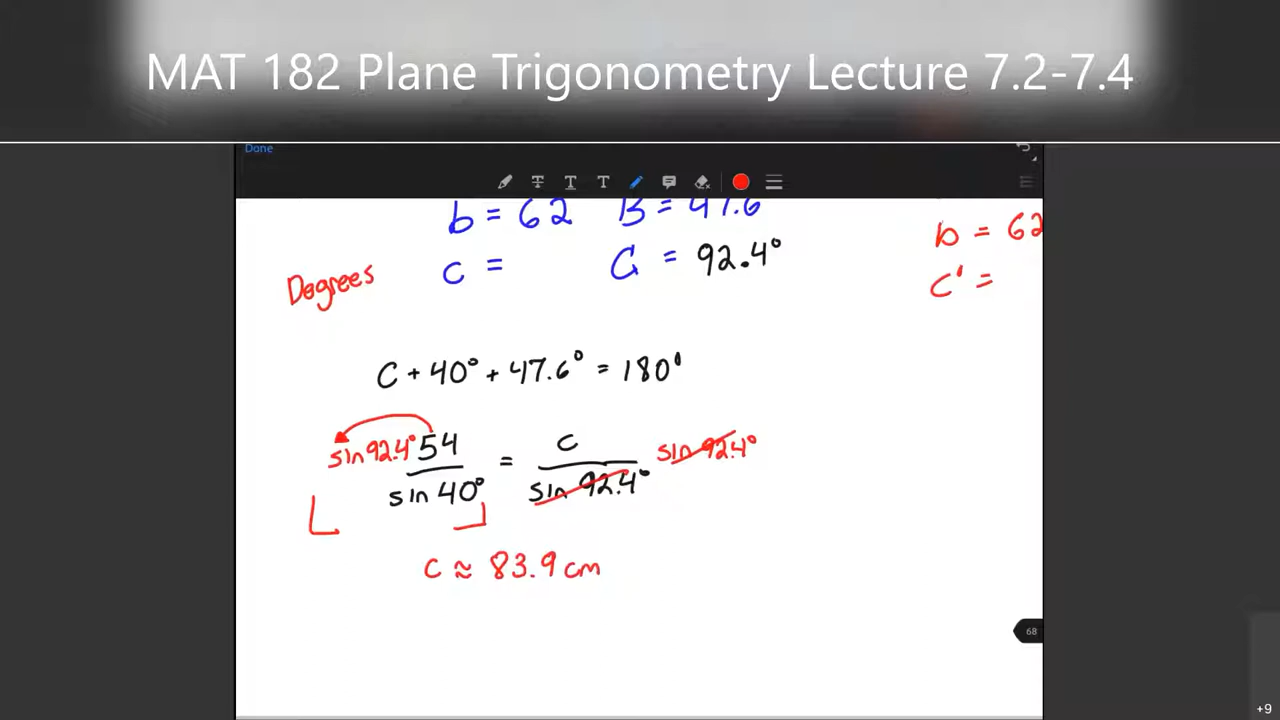 MAT 182 Plane Trigonometry Lecture 7.2-7.4
Done
b = 62 B = 47.6
b = 62
Degrees c = C = 92.4°
c' =
C + 40° + 47.6° = 180°
sin 92.4° 54 = c sin 92.4°
sin 40° sin 92.4°
c ≈ 83.9 cm
68
+9